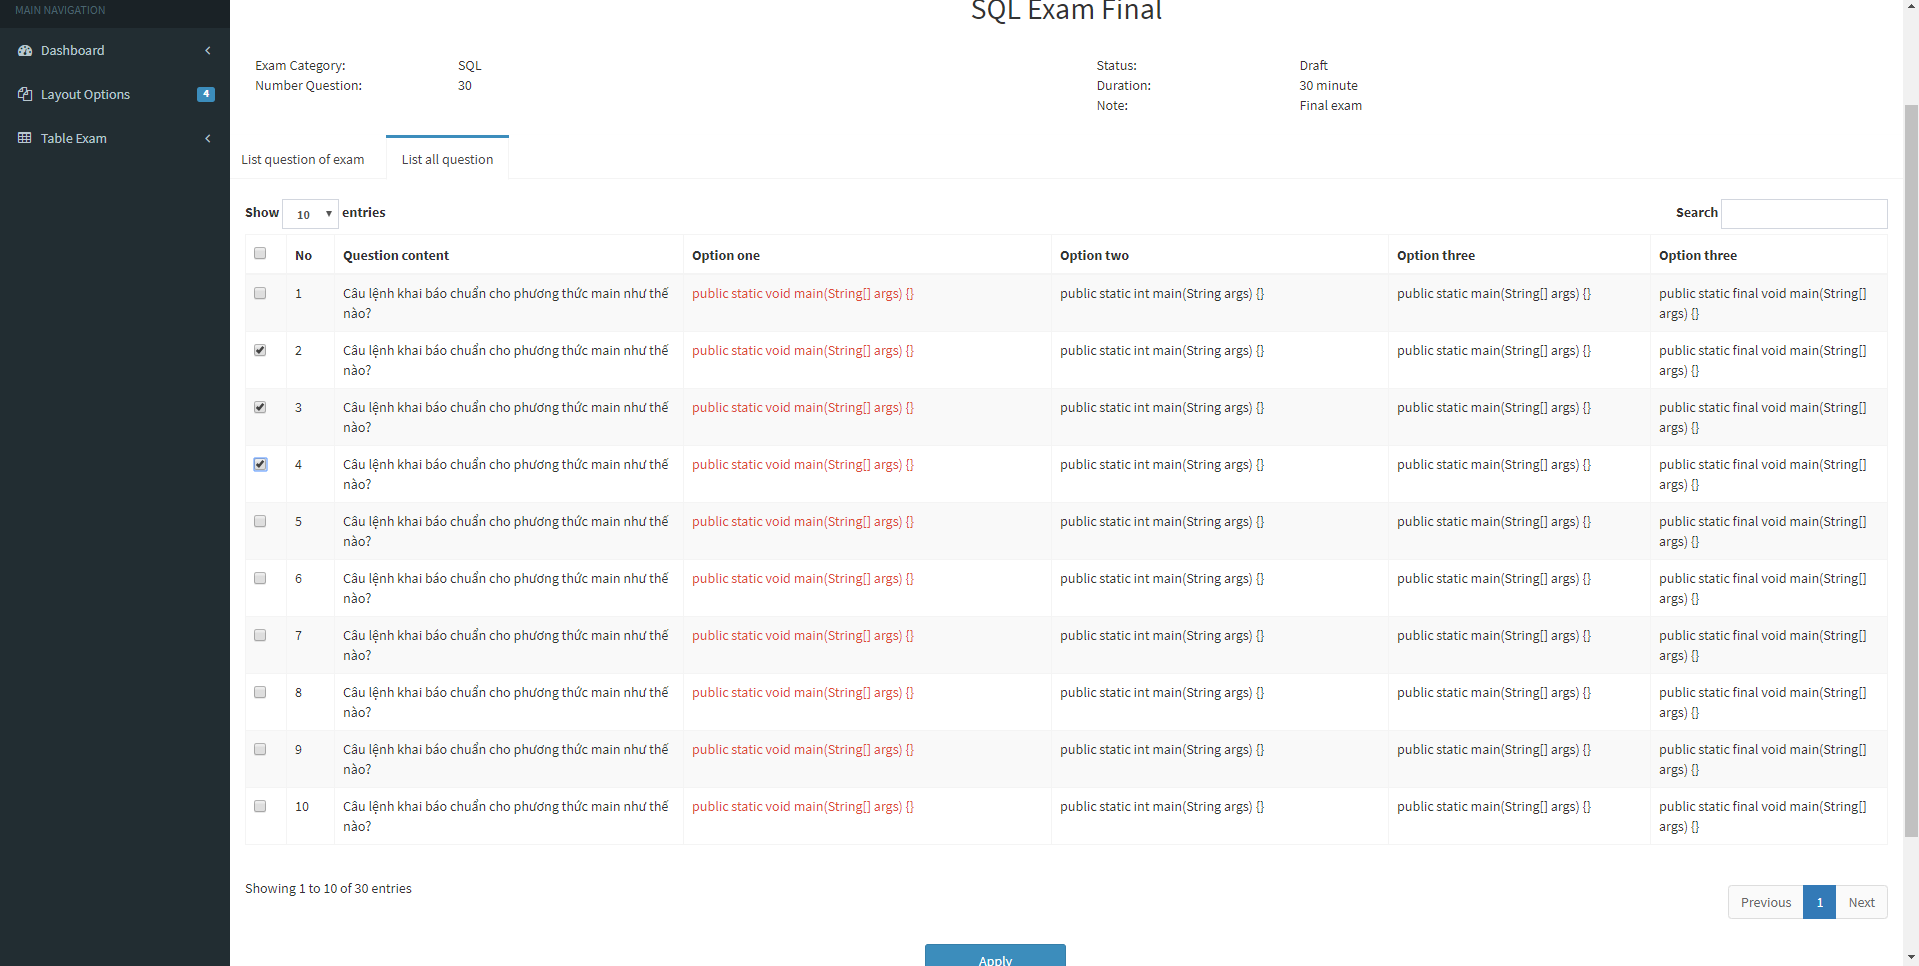 MAIN NAVIGATION
Dashboard
Layout Options 4
Table Exam
SQL Exam Final
Exam Category: SQL
Number Question: 30
Status: Draft
Duration: 30 minute
Note: Final exam
List question of exam List all question
Show 10 entries Search
No Question content Option one Option two Option three Option three
1 Câu lệnh khai báo chuẩn cho phương thức main như thế public static void main(String[] args) {} public static int main(String args) {} public static main(String[] args) {} public static final void main(String[]
nào? args) {}
2 Câu lệnh khai báo chuẩn cho phương thức main như thế public static void main(String[] args) {} public static int main(String args) {} public static main(String[] args) {} public static final void main(String[]
nào? args) {}
3 Câu lệnh khai báo chuẩn cho phương thức main như thế public static void main(String[] args) {} public static int main(String args) {} public static main(String[] args) {} public static final void main(String[]
nào? args) {}
4 Câu lệnh khai báo chuẩn cho phương thức main như thế public static void main(String[] args) {} public static int main(String args) {} public static main(String[] args) {} public static final void main(String[]
nào? args) {}
5 Câu lệnh khai báo chuẩn cho phương thức main như thế public static void main(String[] args) {} public static int main(String args) {} public static main(String[] args) {} public static final void main(String[]
nào? args) {}
6 Câu lệnh khai báo chuẩn cho phương thức main như thế public static void main(String[] args) {} public static int main(String args) {} public static main(String[] args) {} public static final void main(String[]
nào? args) {}
7 Câu lệnh khai báo chuẩn cho phương thức main như thế public static void main(String[] args) {} public static int main(String args) {} public static main(String[] args) {} public static final void main(String[]
nào? args) {}
8 Câu lệnh khai báo chuẩn cho phương thức main như thế public static void main(String[] args) {} public static int main(String args) {} public static main(String[] args) {} public static final void main(String[]
nào? args) {}
9 Câu lệnh khai báo chuẩn cho phương thức main như thế public static void main(String[] args) {} public static int main(String args) {} public static main(String[] args) {} public static final void main(String[]
nào? args) {}
10 Câu lệnh khai báo chuẩn cho phương thức main như thế public static void main(String[] args) {} public static int main(String args) {} public static main(String[] args) {} public static final void main(String[]
nào? args) {}
Showing 1 to 10 of 30 entries
Previous 1 Next
Apply